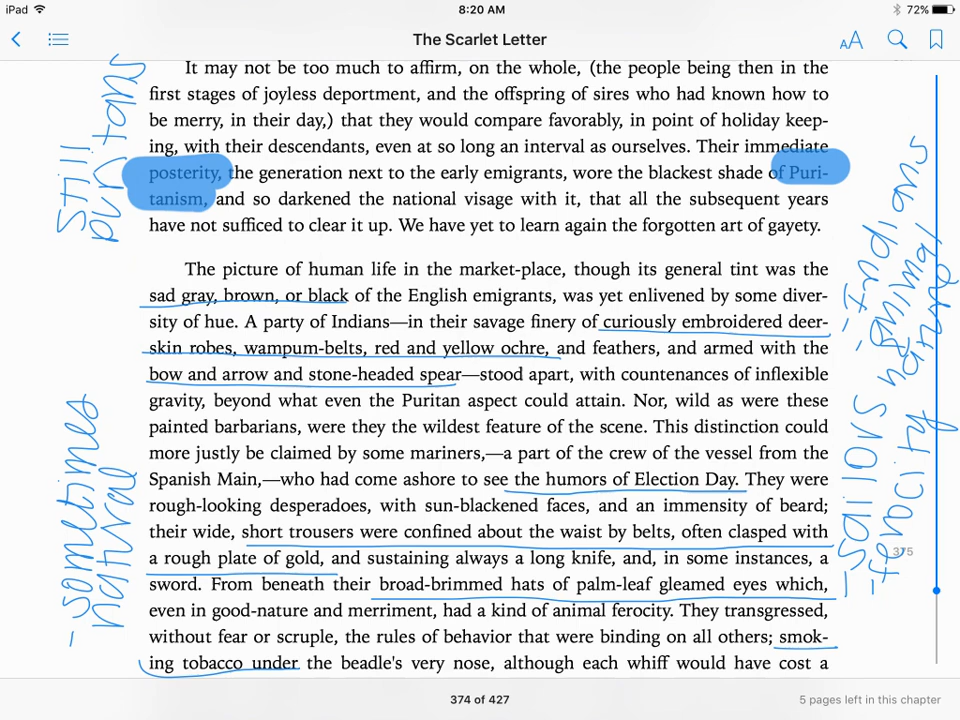 iPad 8:20 AM 72%
The Scarlet Letter
AA
It may not be too much to affirm, on the whole, (the people being then in the
first stages of joyless deportment, and the offspring of sires who had known how to
be merry, in their day,) that they would compare favorably, in point of holiday keep-
ing, with their descendants, even at so long an interval as ourselves. Their immediate
posterity, the generation next to the early emigrants, wore the blackest shade of Puri-
tanism, and so darkened the national visage with it, that all the subsequent years
have not sufficed to clear it up. We have yet to learn again the forgotten art of gayety.
The picture of human life in the market-place, though its general tint was the
sad gray, brown, or black of the English emigrants, was yet enlivened by some diver-
sity of hue. A party of Indians—in their savage finery of curiously embroidered deer-
skin robes, wampum-belts, red and yellow ochre, and feathers, and armed with the
bow and arrow and stone-headed spear—stood apart, with countenances of inflexible
gravity, beyond what even the Puritan aspect could attain. Nor, wild as were these
painted barbarians, were they the wildest feature of the scene. This distinction could
more justly be claimed by some mariners,—a part of the crew of the vessel from the
Spanish Main,—who had come ashore to see the humors of Election Day. They were
rough-looking desperadoes, with sun-blackened faces, and an immensity of beard;
their wide, short trousers were confined about the waist by belts, often clasped with
a rough plate of gold, and sustaining always a long knife, and, in some instances, a
sword. From beneath their broad-brimmed hats of palm-leaf gleamed eyes which,
even in good-nature and merriment, had a kind of animal ferocity. They transgressed,
without fear or scruple, the rules of behavior that were binding on all others; smok-
ing tobacco under the beadle's very nose, although each whiff would have cost a
Still
puritans
- sometimes
natural
- Indians
- sailors animal
- ferocity nature
375
374 of 427
5 pages left in this chapter